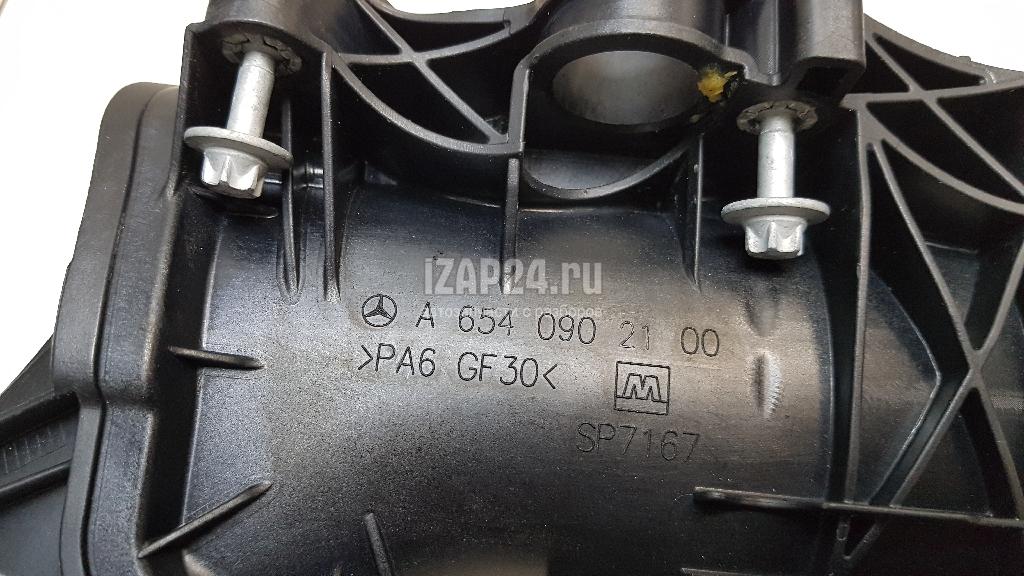 iZAP24.ru
A 654 090 21 00
>PA6 GF30<
M
SP7167